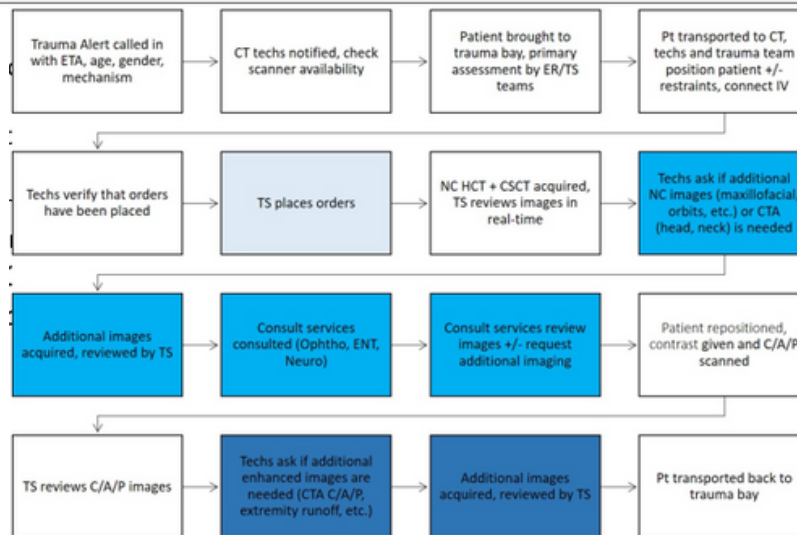 Trauma Alert called in
with ETA, age, gender,
mechanism
CT techs notified, check
scanner availability
Patient brought to
trauma bay, primary
assessment by ER/TS
teams
Pt transported to CT,
techs and trauma team
position patient +/-
restraints, connect IV
Techs verify that orders
have been placed
TS places orders
NC HCT + CSCT acquired,
TS reviews images in
real-time
Techs ask if additional
NC images (maxillofacial,
orbits, etc.) or CTA
(head, neck) is needed
Additional images
acquired, reviewed by TS
Consult services
consulted (Ophtho, ENT,
Neuro)
Consult services review
images +/- request
additional imaging
Patient repositioned,
contrast given and C/A/P
scanned
TS reviews C/A/P images
Techs ask if additional
enhanced images are
needed (CTA C/A/P,
extremity runoff, etc.)
Additional images
acquired, reviewed by TS
Pt transported back to
trauma bay